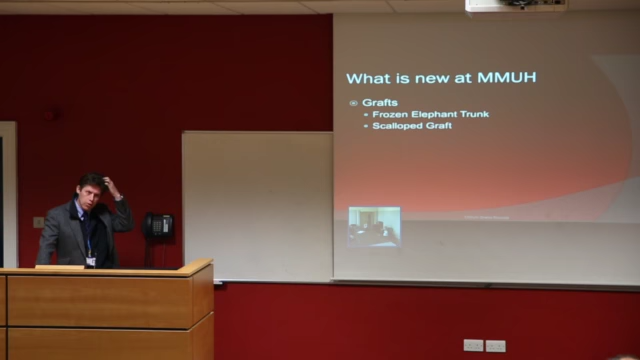 What is new at MMUH
Grafts
Frozen Elephant Trunk
Scalloped Graft